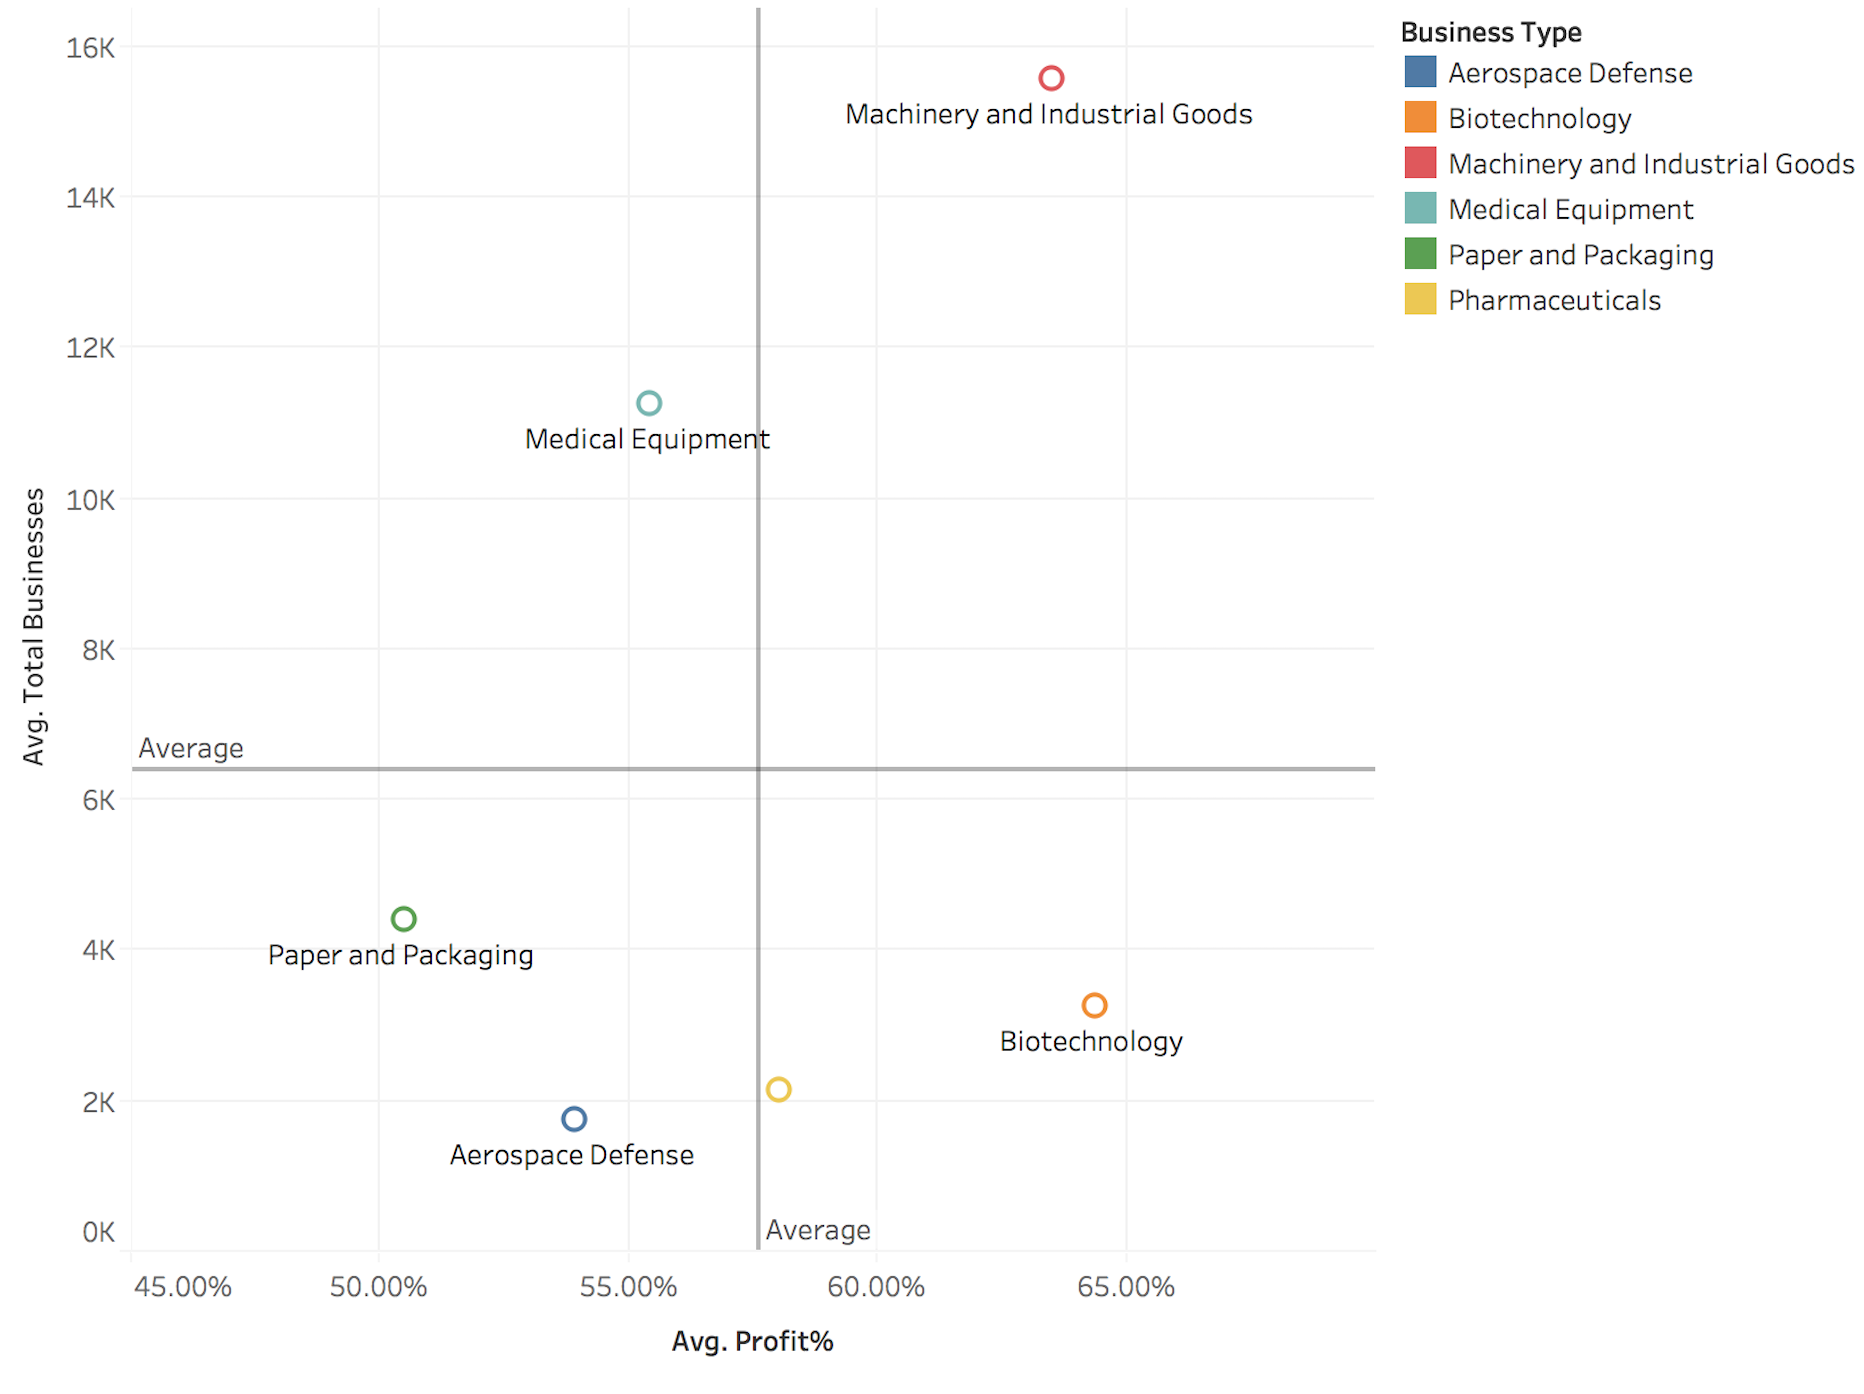 16K
14K
12K
10K
8K
6K
4K
2K
0K
Avg. Total Businesses
Machinery and Industrial Goods
Medical Equipment
Average
Paper and Packaging
Biotechnology
Aerospace Defense
Average
45.00% 50.00% 55.00% 60.00% 65.00%
Avg. Profit%
Business Type
Aerospace Defense
Biotechnology
Machinery and Industrial Goods
Medical Equipment
Paper and Packaging
Pharmaceuticals